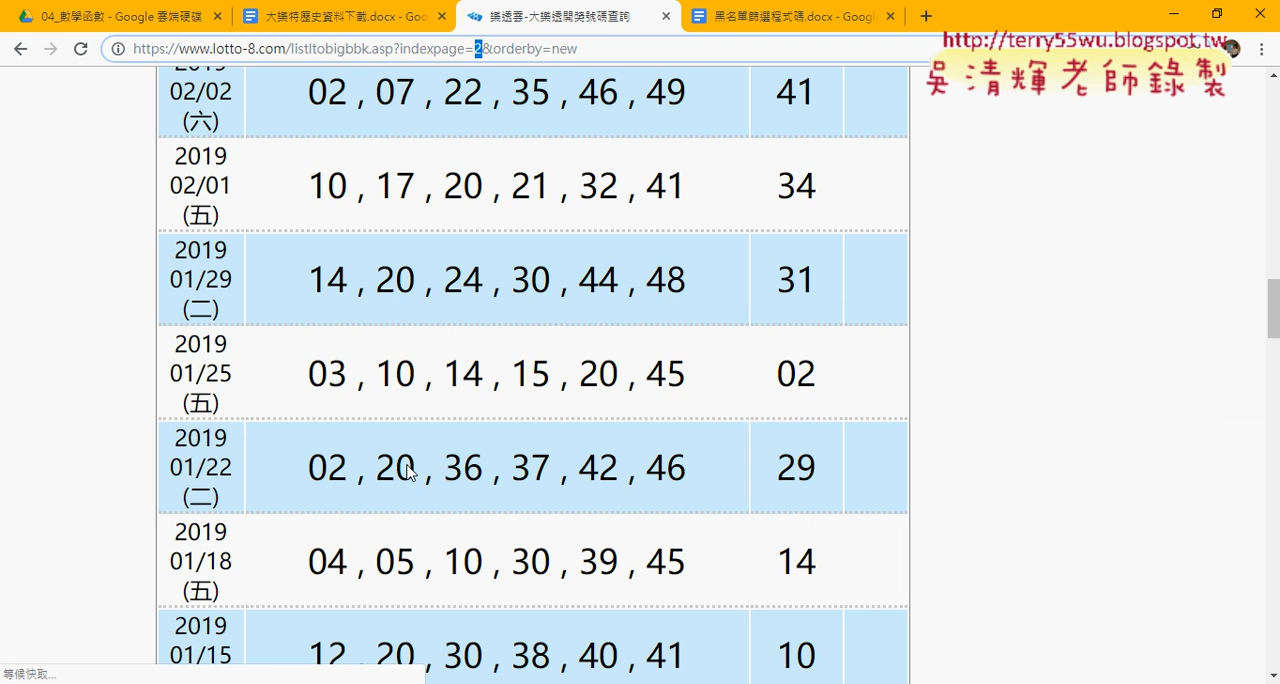 04_數學函數 - Google 雲端硬碟
大樂特歷史資料下載.docx - Goo
樂透雲-大樂透開獎號碼查詢
黑名單篩選程式碼.docx - Googl
https://www.lotto-8.com/listltobigbbk.asp?indexpage=2&orderby=new
http://terry55wu.blogspot.tw
吳清輝老師錄製
2019
02/02
(六)
02 , 07 , 22 , 35 , 46 , 49
41
2019
02/01
(五)
10 , 17 , 20 , 21 , 32 , 41
34
2019
01/29
(二)
14 , 20 , 24 , 30 , 44 , 48
31
2019
01/25
(五)
03 , 10 , 14 , 15 , 20 , 45
02
2019
01/22
(二)
02 , 20 , 36 , 37 , 42 , 46
29
2019
01/18
(五)
04 , 05 , 10 , 30 , 39 , 45
14
2019
01/15
12 , 20 , 30 , 38 , 40 , 41
10
等候快取...